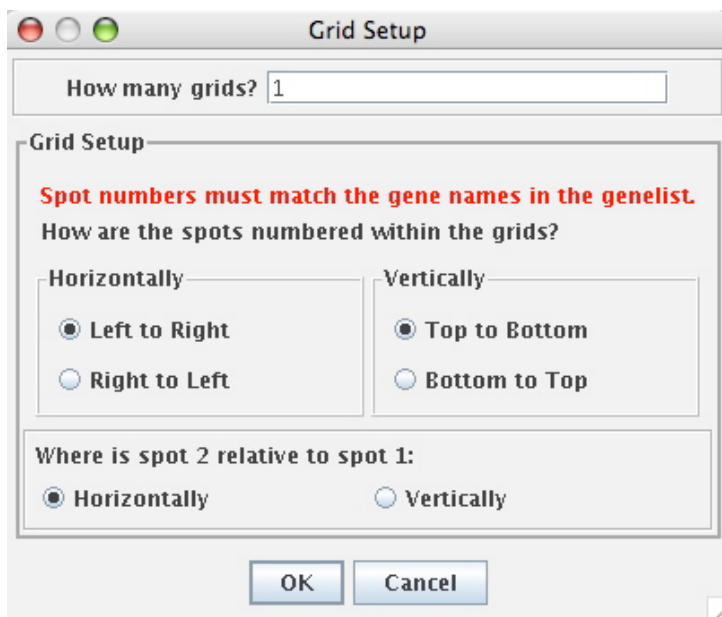 Grid Setup
How many grids? 1
Grid Setup
Spot numbers must match the gene names in the genelist.
How are the spots numbered within the grids?
Horizontally
Vertically
Left to Right
Top to Bottom
Right to Left
Bottom to Top
Where is spot 2 relative to spot 1:
Horizontally
Vertically
OK
Cancel